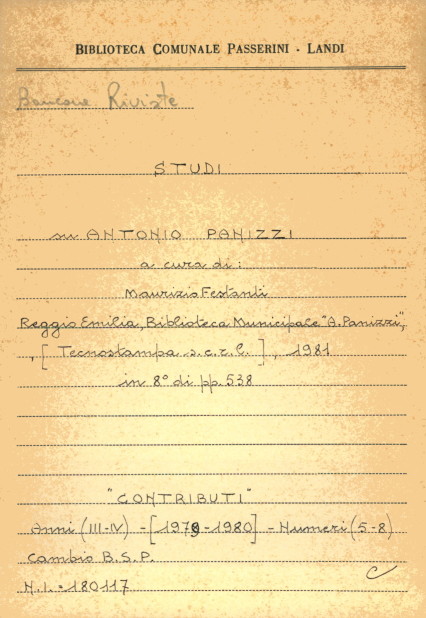 BIBLIOTECA COMUNALE PASSERINI - LANDI
Bancone Riviste
STUDI
su ANTONIO PANIZZI
a cura di:
Maurizio Festanti
Reggio Emilia, Biblioteca Municipale "A. Panizzi",
, [Tecnostampa s.c.r.l.], 1981
in 8° di pp. 538
"CONTRIBUTI"
Anni (III-IV) - [1979-1980] - Numeri (5-8)
Cambio B.S.P.
N.I. = 180117
C